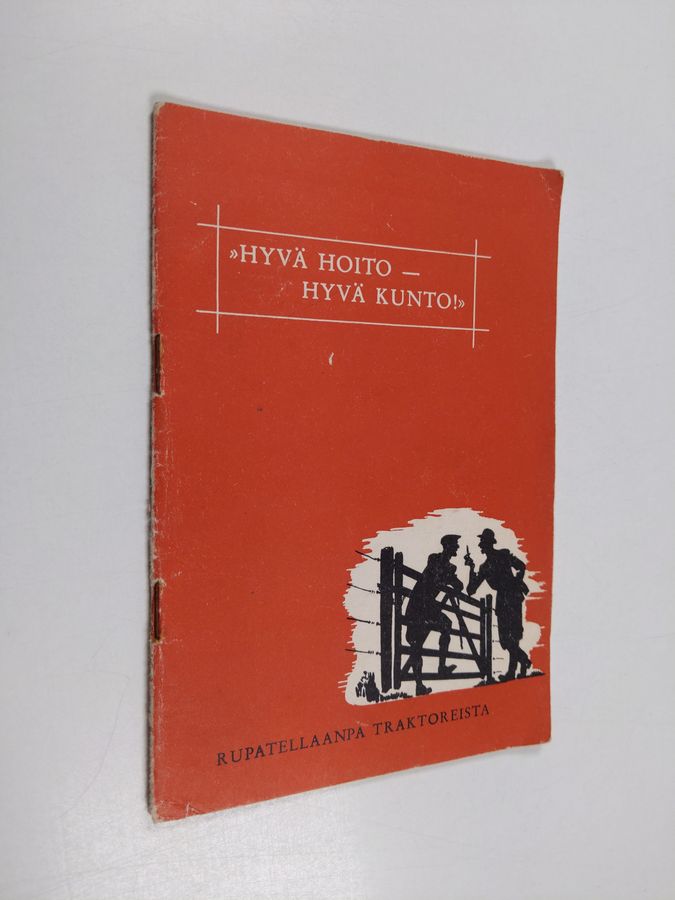 »HYVÄ HOITO —
HYVÄ KUNTO!»
RUPATELLAANPA TRAKTOREISTA